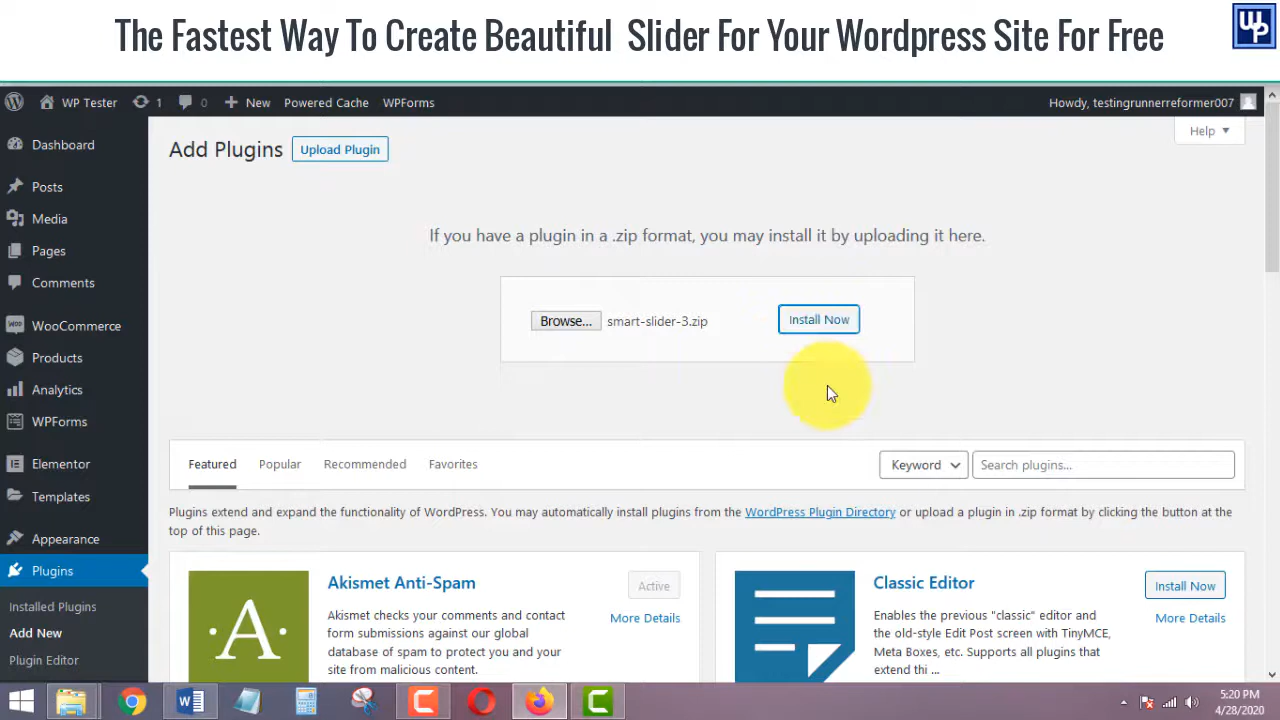 The Fastest Way To Create Beautiful Slider For Your Wordpress Site For Free
WP Tester 1 0 New Powered Cache WPForms Howdy, testingrunnerreformer007
Help
Dashboard
Posts
Media
Pages
Comments
WOO WooCommerce
Products
Analytics
WPForms
Elementor
Templates
Appearance
Plugins
Installed Plugins
Add New
Plugin Editor
Add Plugins Upload Plugin
If you have a plugin in a .zip format, you may install it by uploading it here.
Browse... smart-slider-3.zip Install Now
Featured Popular Recommended Favorites Keyword Search plugins...
Plugins extend and expand the functionality of WordPress. You may automatically install plugins from the WordPress Plugin Directory or upload a plugin in .zip format by clicking the button at the
top of this page.
A
Akismet Anti-Spam
Active
More Details
Akismet checks your comments and contact
form submissions against our global
database of spam to protect you and your
site from malicious content.
Classic Editor
Install Now
More Details
Enables the previous "classic" editor and
the old-style Edit Post screen with TinyMCE,
Meta Boxes, etc. Supports all plugins that
extend thi ...
5:20 PM
4/28/2020